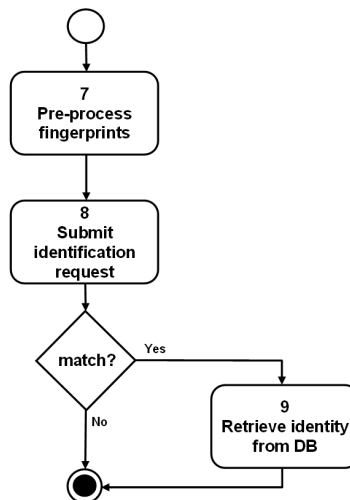 7
Pre-process
fingerprints
8
Submit
identification
request
match?
Yes
No
9
Retrieve identity
from DB